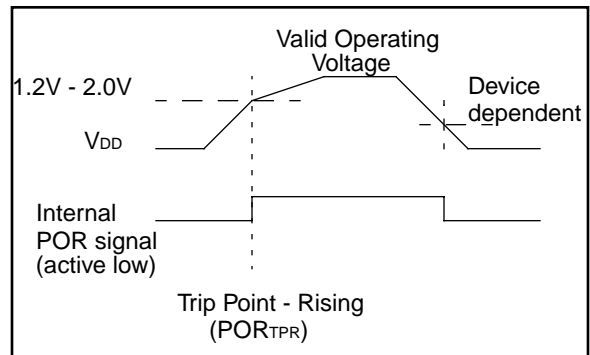 Valid Operating
Voltage
1.2V - 2.0V
Device
dependent
VDD
Internal
POR signal
(active low)
Trip Point - Rising
(PORTPR)